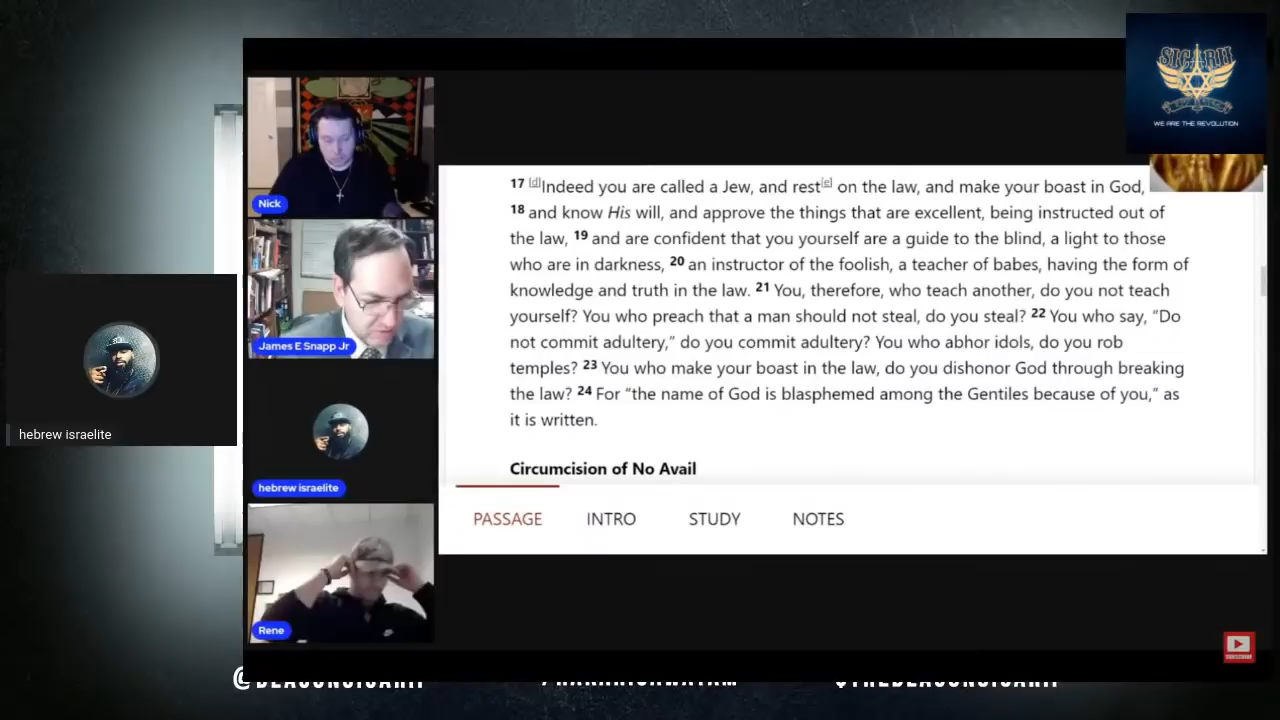 SICARII
WE ARE THE REVOLUTION
Nick
James E Snapp Jr
hebrew israelite
hebrew israelite
Rene
17 [d]Indeed you are called a Jew, and rest[e] on the law, and make your boast in God,
18 and know His will, and approve the things that are excellent, being instructed out of
the law, 19 and are confident that you yourself are a guide to the blind, a light to those
who are in darkness, 20 an instructor of the foolish, a teacher of babes, having the form of
knowledge and truth in the law. 21 You, therefore, who teach another, do you not teach
yourself? You who preach that a man should not steal, do you steal? 22 You who say, “Do
not commit adultery,” do you commit adultery? You who abhor idols, do you rob
temples? 23 You who make your boast in the law, do you dishonor God through breaking
the law? 24 For “the name of God is blasphemed among the Gentiles because of you,” as
it is written.
Circumcision of No Avail
PASSAGE INTRO STUDY NOTES
SUBSCRIBE